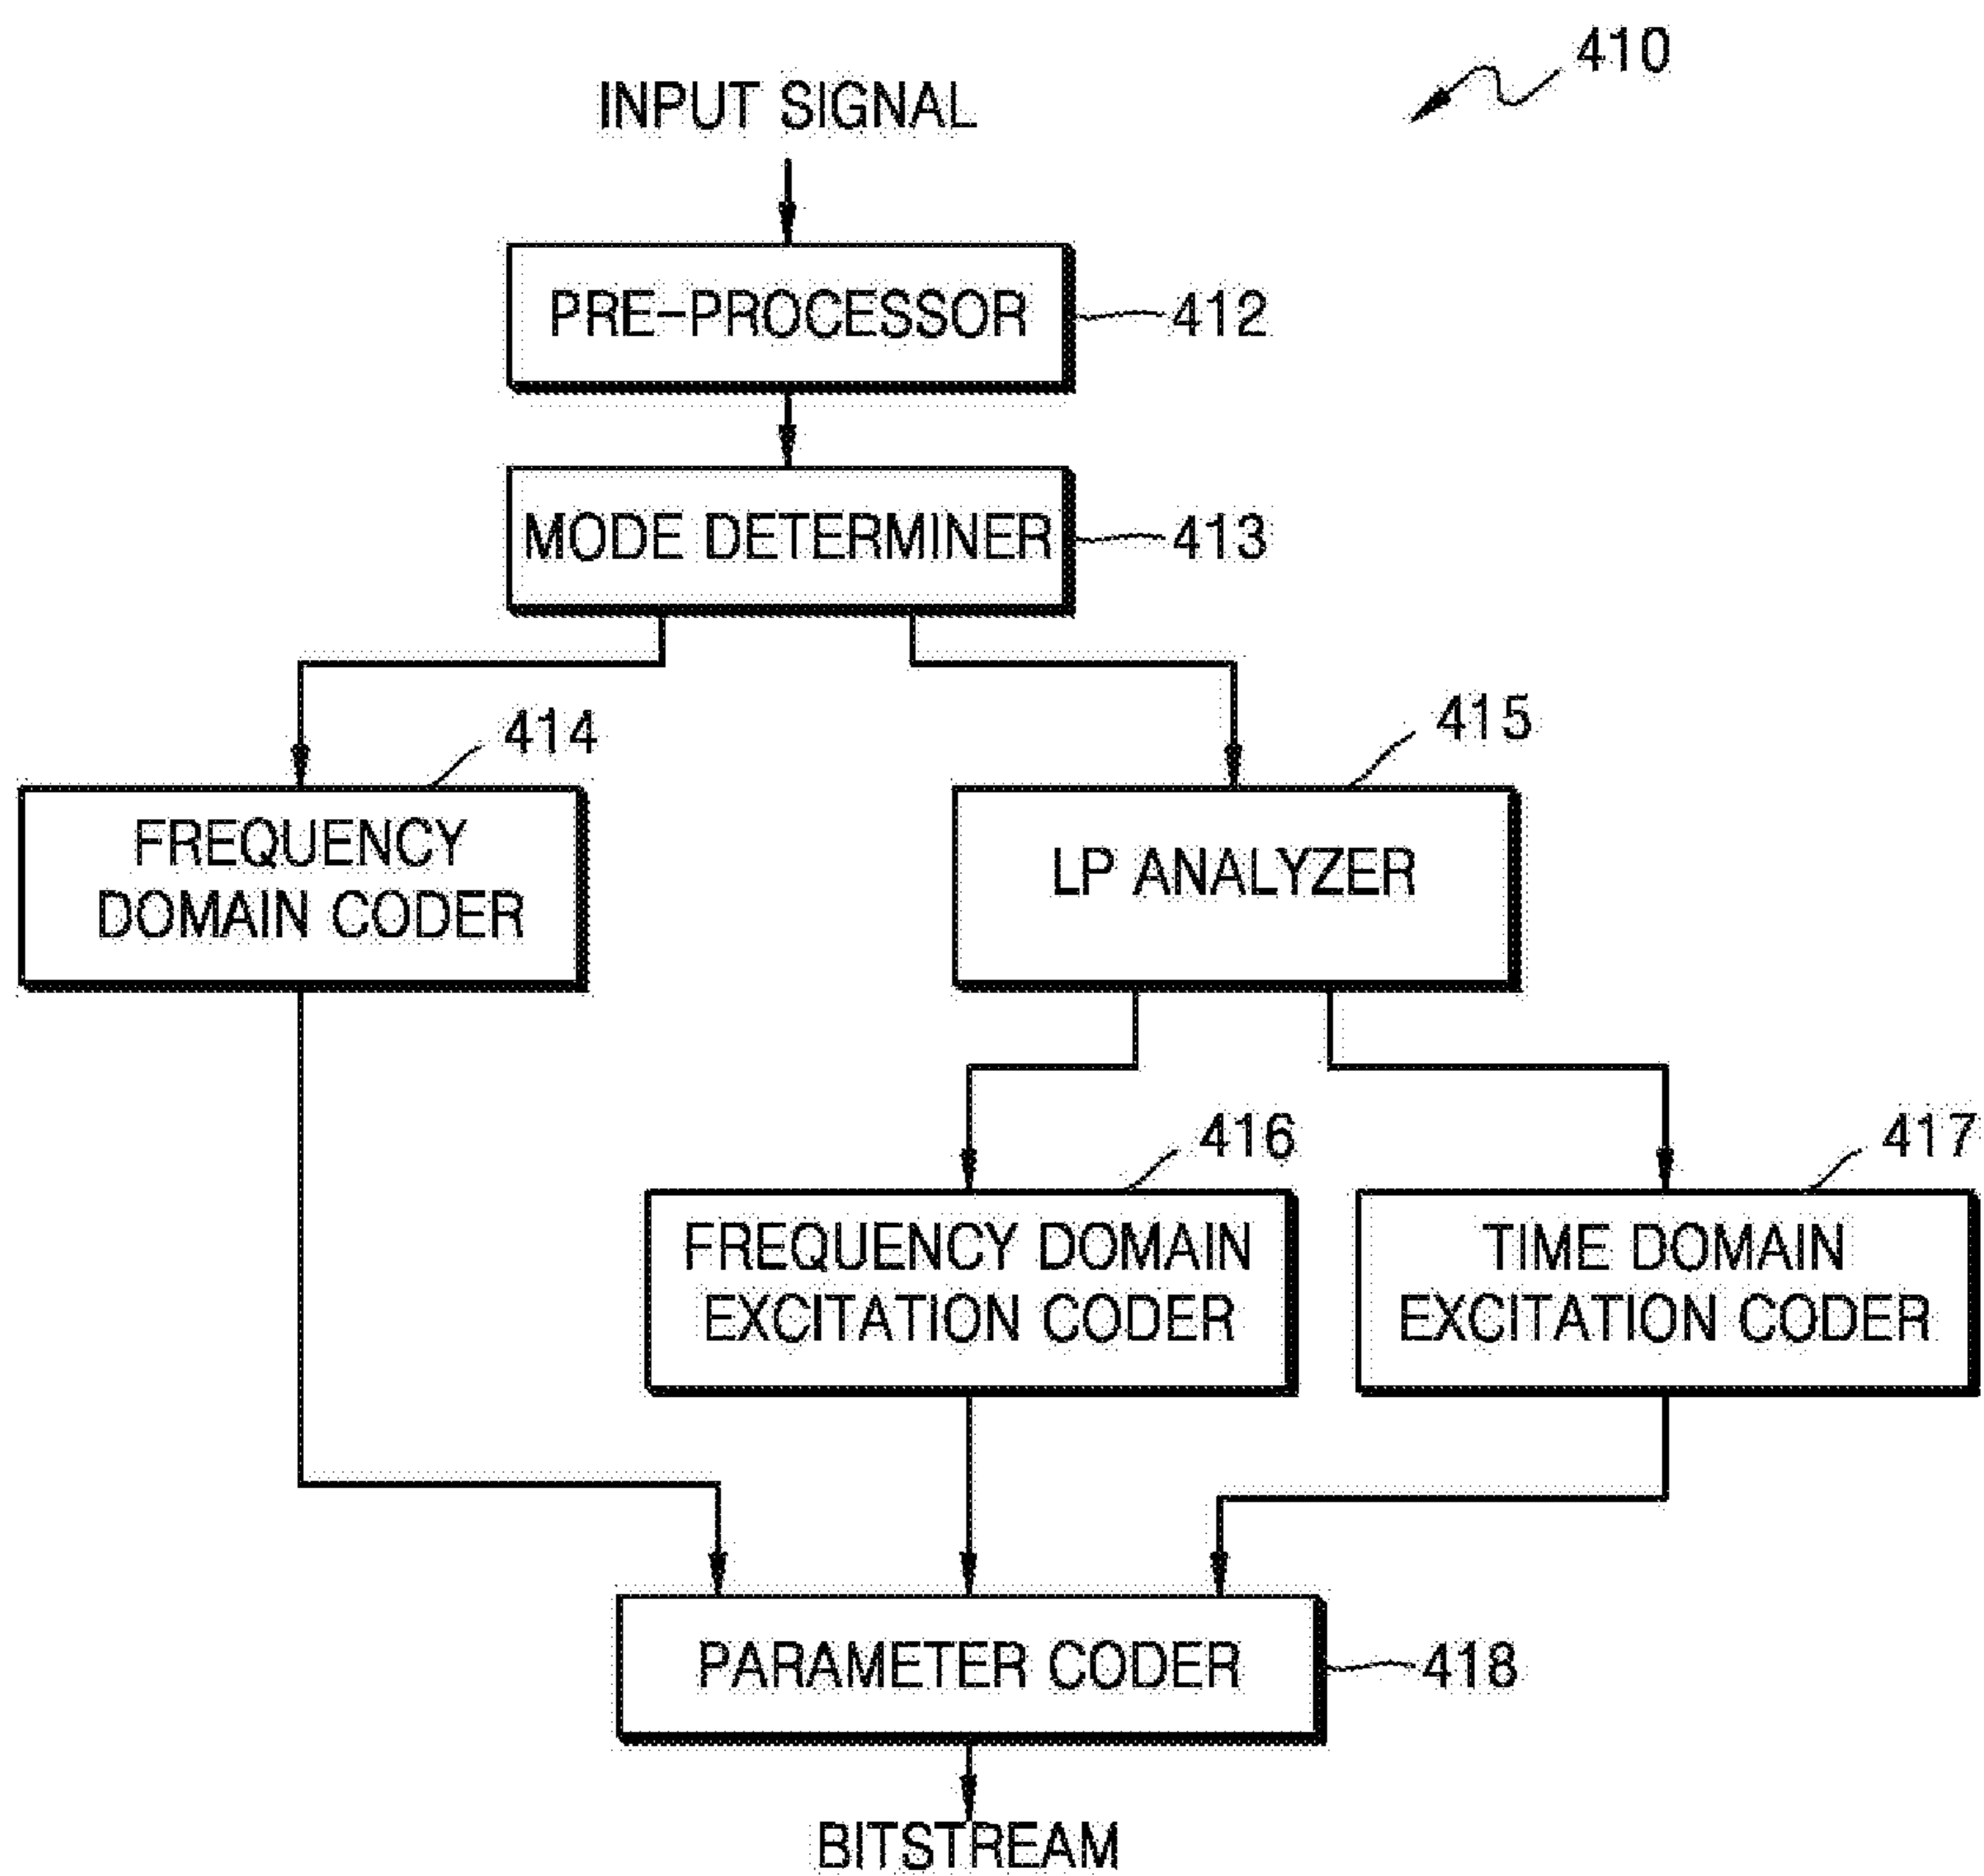 410
INPUT SIGNAL
PRE-PROCESSOR
412
MODE DETERMINER
413
414
415
FREQUENCY
DOMAIN CODER
LP ANALYZER
416
417
FREQUENCY DOMAIN
EXCITATION CODER
TIME DOMAIN
EXCITATION CODER
PARAMETER CODER
418
BITSTREAM